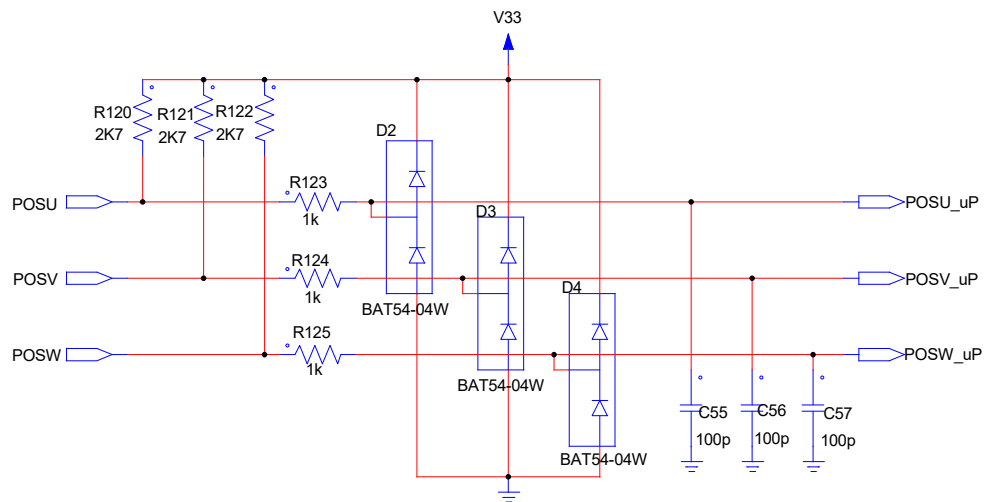 V33
R120
2K7
R121
2K7
R122
2K7
D2
POSU
R123
1k
POSU_uP
D3
POSV
R124
1k
POSV_uP
BAT54-04W
D4
POSW
R125
1k
POSW_uP
BAT54-04W
C55
100p
C56
100p
C57
100p
BAT54-04W